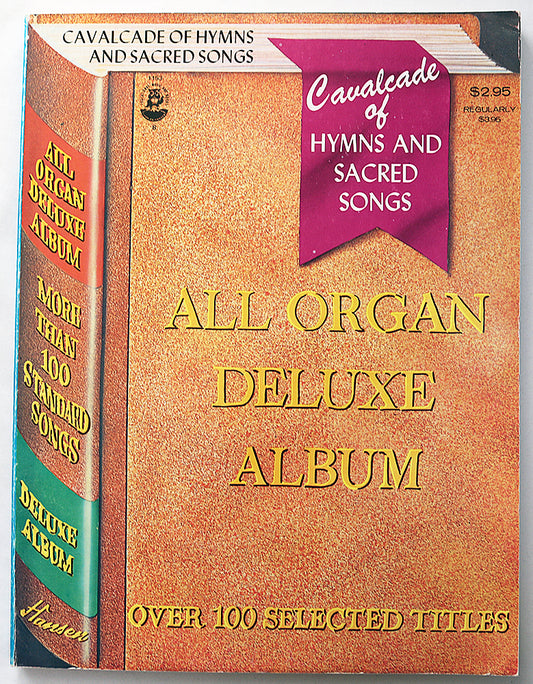 CAVALCADE OF HYMNS
AND SACRED SONGS
Cavalcade
of
HYMNS AND
SACRED
SONGS
$2.95
REGULARLY
$3.95
ALL
ORGAN
DELUXE
ALBUM
MORE
THAN
100
STANDARD
SONGS
DELUXE
ALBUM
Hansen
ALL ORGAN
DELUXE
ALBUM
OVER 100 SELECTED TITLES